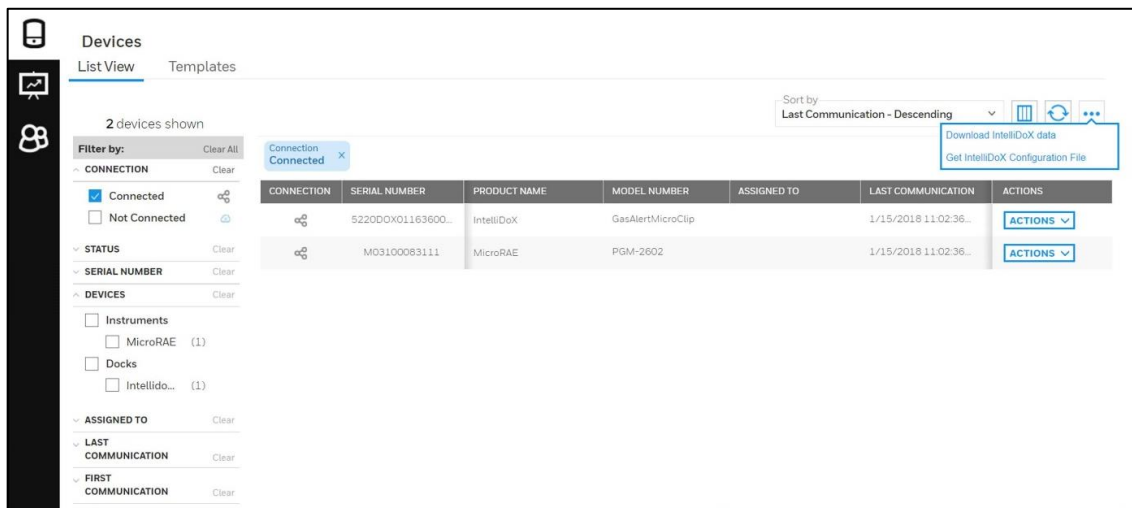 Devices
List View Templates
Sort by
Last Communication - Descending
2 devices shown
Download IntelliDoX data
Get IntelliDoX Configuration File
Filter by: Clear All
Connection
Connected
CONNECTION Clear
Connected
Not Connected
STATUS Clear
SERIAL NUMBER Clear
DEVICES Clear
Instruments
MicroRAE (1)
Docks
Intellido... (1)
ASSIGNED TO Clear
LAST
COMMUNICATION Clear
FIRST
COMMUNICATION Clear
CONNECTION SERIAL NUMBER PRODUCT NAME MODEL NUMBER ASSIGNED TO LAST COMMUNICATION ACTIONS
5220DOX01163600... IntelliDoX GasAlertMicroClip 1/15/2018 11:02:36... ACTIONS
M03100083111 MicroRAE PGM-2602 1/15/2018 11:02:36... ACTIONS